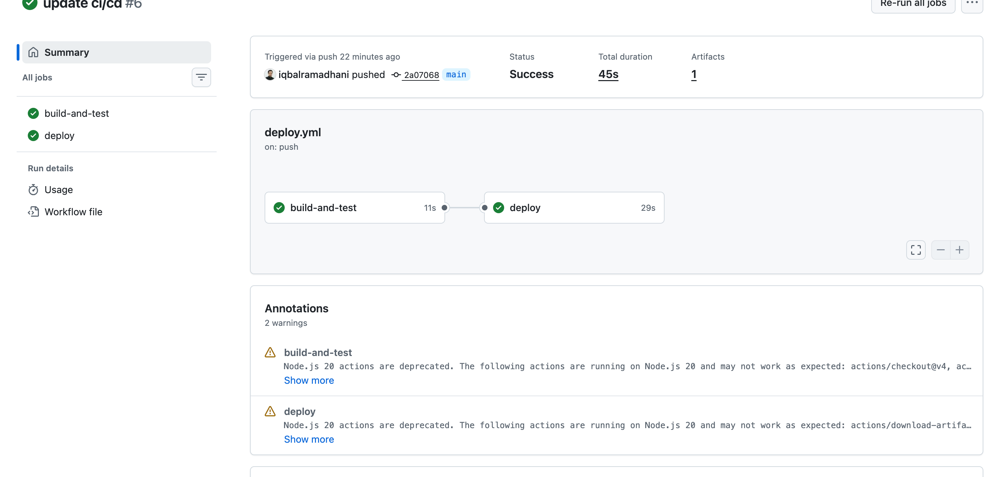 update ci/cd #6
Re-run all jobs
Summary
All jobs
build-and-test
deploy
Run details
Usage
Workflow file
Triggered via push 22 minutes ago
iqbalramadhani pushed 2a07068 main
Status
Success
Total duration
45s
Artifacts
1
deploy.yml
on: push
build-and-test 11s
deploy 29s
Annotations
2 warnings
build-and-test
Node.js 20 actions are deprecated. The following actions are running on Node.js 20 and may not work as expected: actions/checkout@v4, ac…
Show more
deploy
Node.js 20 actions are deprecated. The following actions are running on Node.js 20 and may not work as expected: actions/download-artifa…
Show more